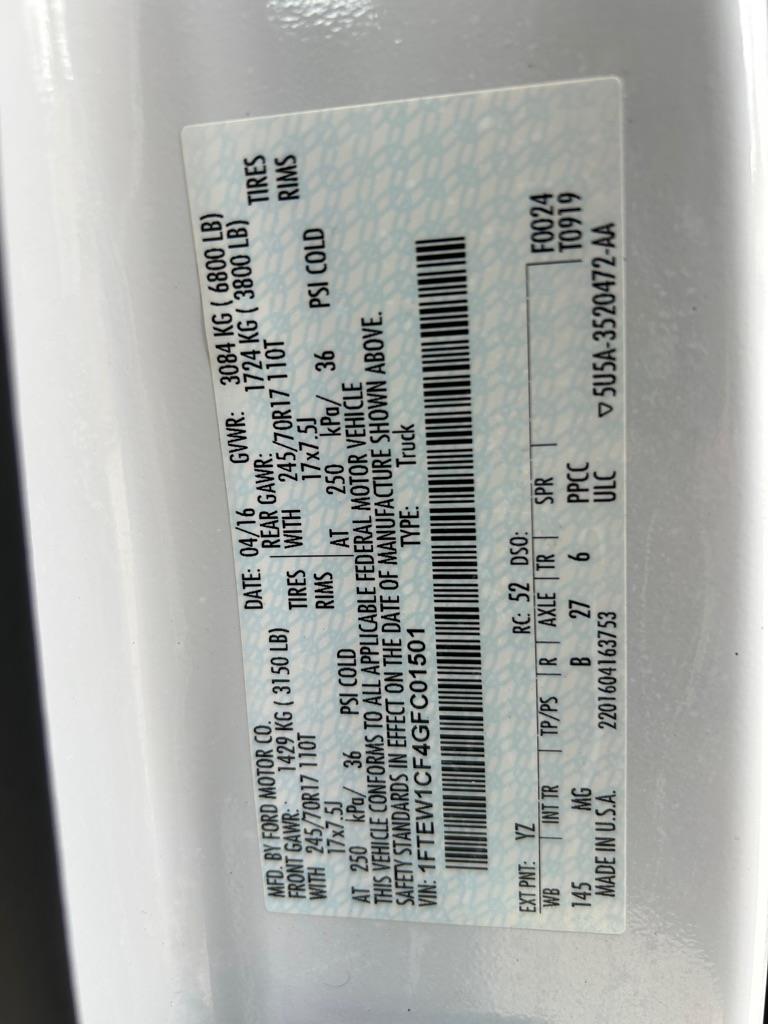 MFD. BY FORD MOTOR CO.
DATE: 04/16 GVWR: 3084 KG ( 6800 LB)
FRONT GAWR: 1429 KG ( 3150 LB) REAR GAWR: 1724 KG ( 3800 LB)
WITH 245/70R17 110T TIRES WITH 245/70R17 110T TIRES
17x7.5J RIMS 17x7.5J RIMS
AT 250 kPa/ 36 PSI COLD AT 250 kPa/ 36 PSI COLD
THIS VEHICLE CONFORMS TO ALL APPLICABLE FEDERAL MOTOR VEHICLE
SAFETY STANDARDS IN EFFECT ON THE DATE OF MANUFACTURE SHOWN ABOVE.
VIN: 1FTEW1CF4GFC01501 TYPE: Truck
EXT PNT: YZ RC: 52 DSO:
WB INT TR TP/PS R AXLE TR SPR F0024
145 MG B 27 6 PPCC T0919
MADE IN U.S.A. 2201604163753 ULC ▽5U5A-3520472-AA